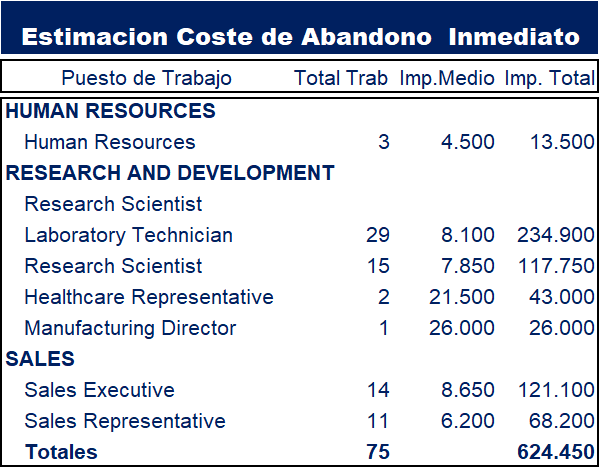 Estimacion Coste de Abandono Inmediato
Puesto de Trabajo Total Trab Imp.Medio Imp. Total
HUMAN RESOURCES
Human Resources 3 4.500 13.500
RESEARCH AND DEVELOPMENT
Research Scientist
Laboratory Technician 29 8.100 234.900
Research Scientist 15 7.850 117.750
Healthcare Representative 2 21.500 43.000
Manufacturing Director 1 26.000 26.000
SALES
Sales Executive 14 8.650 121.100
Sales Representative 11 6.200 68.200
Totales 75 624.450